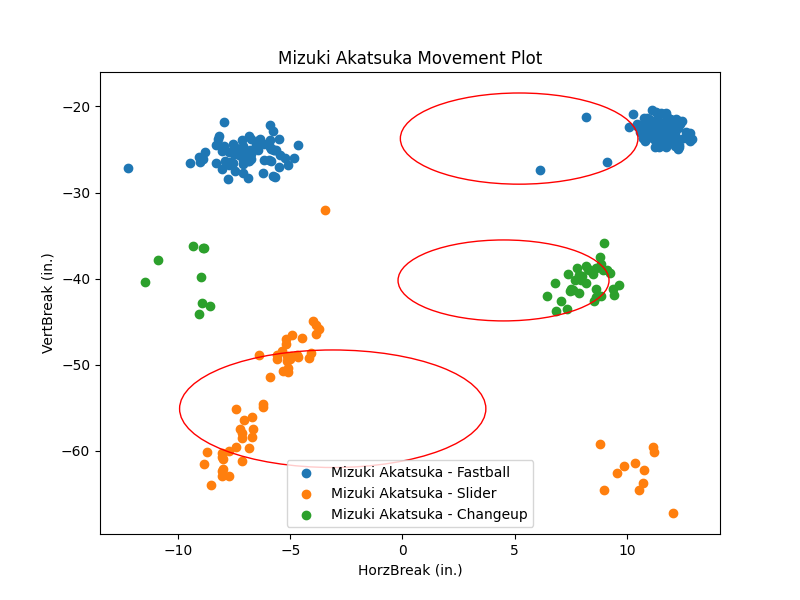 Mizuki Akatsuka Movement Plot
VertBreak (in.)
−20
−30
−40
−50
−60
Mizuki Akatsuka - Fastball
Mizuki Akatsuka - Slider
Mizuki Akatsuka - Changeup
−10
−5
0
5
10
HorzBreak (in.)